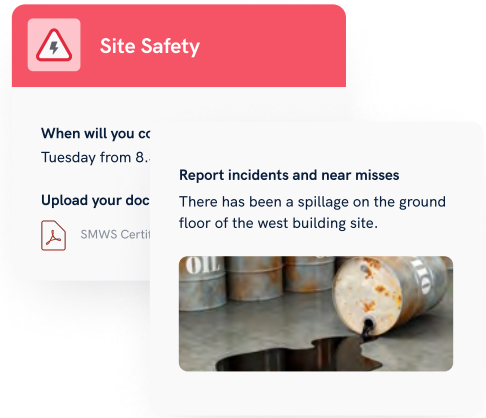 Site Safety
When will you co
Tuesday from 8.
Upload your doc
SMWS Certif
Report incidents and near misses
There has been a spillage on the ground
floor of the west building site.
OIL
OIL